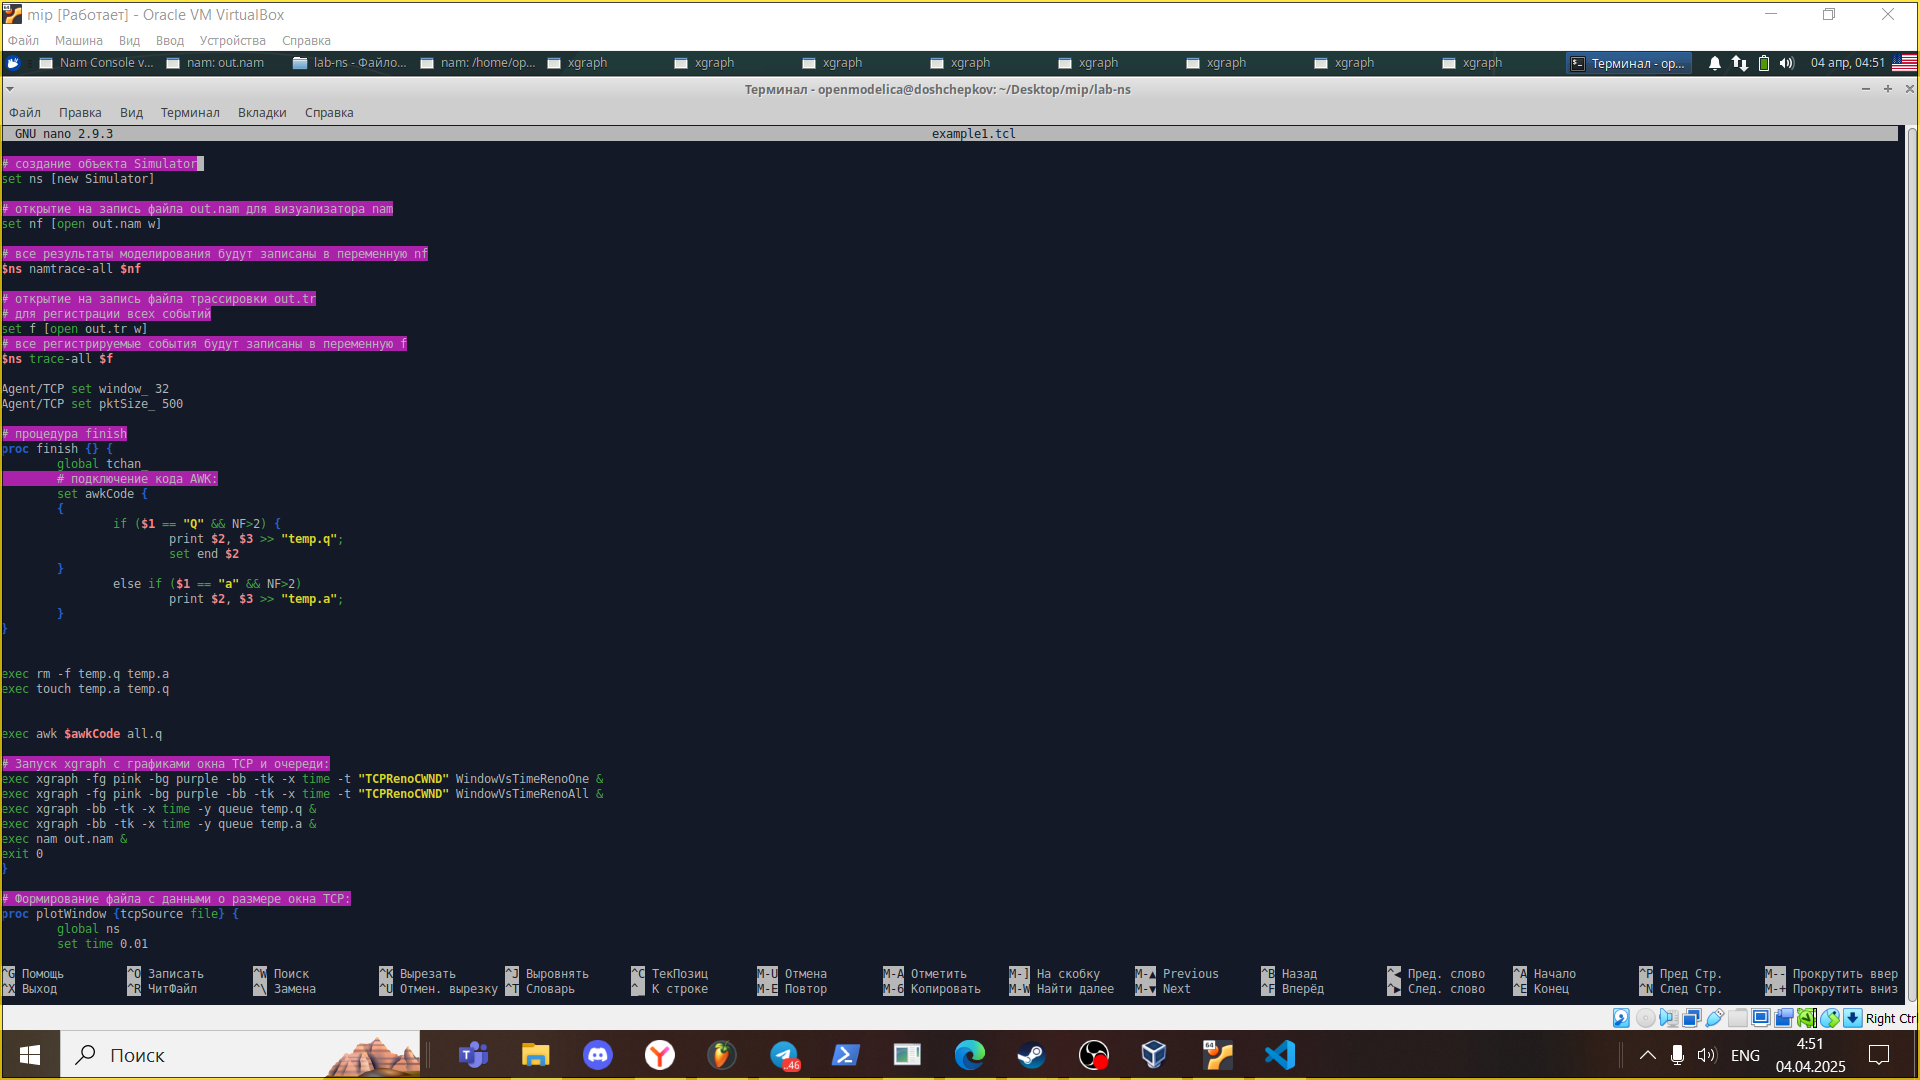 mip [Работает] - Oracle VM VirtualBox
Файл Машина Вид Ввод Устройства Справка
Nam Console v... nam: out.nam lab-ns - Файло... nam: /home/op... xgraph xgraph xgraph xgraph xgraph xgraph xgraph xgraph Терминал - op... 04 апр, 04:51
Терминал - openmodelica@doshchepkov: ~/Desktop/mip/lab-ns
Файл Правка Вид Терминал Вкладки Справка
GNU nano 2.9.3 example1.tcl
# создание объекта Simulator
set ns [new Simulator]
# открытие на запись файла out.nam для визуализатора nam
set nf [open out.nam w]
# все результаты моделирования будут записаны в переменную nf
$ns namtrace-all $nf
# открытие на запись файла трассировки out.tr
# для регистрации всех событий
set f [open out.tr w]
# все регистрируемые события будут записаны в переменную f
$ns trace-all $f
Agent/TCP set window_ 32
Agent/TCP set pktSize_ 500
# процедура finish
proc finish {} {
global tchan_
# подключение кода AWK:
set awkCode {
{
if ($1 == "Q" && NF>2) {
print $2, $3 >> "temp.q";
set end $2
}
else if ($1 == "a" && NF>2)
print $2, $3 >> "temp.a";
}
}
exec rm -f temp.q temp.a
exec touch temp.a temp.q
exec awk $awkCode all.q
# Запуск xgraph с графиками окна TCP и очереди:
exec xgraph -fg pink -bg purple -bb -tk -x time -t "TCPRenoCWND" WindowVsTimeRenoOne &
exec xgraph -fg pink -bg purple -bb -tk -x time -t "TCPRenoCWND" WindowVsTimeRenoAll &
exec xgraph -bb -tk -x time -y queue temp.q &
exec xgraph -bb -tk -x time -y queue temp.a &
exec nam out.nam &
exit 0
}
# Формирование файла с данными о размере окна TCP:
proc plotWindow {tcpSource file} {
global ns
set time 0.01
^G Помощь ^O Записать ^W Поиск ^K Вырезать ^J Выровнять ^C ТекПозиц M-U Отмена M-A Отметить M-] На скобку M-▲ Previous ^B Назад ^◀ Пред. слово ^A Начало ^P Пред Стр. M-- Прокрутить ввер
^X Выход ^R ЧитФайл ^\ Замена ^U Отмен. вырезку ^T Словарь ^_ К строке M-E Повтор M-6 Копировать M-W Найти далее M-▼ Next ^F Вперёд ^▶ След. слово ^E Конец ^N След Стр. M-+ Прокрутить вниз
Right Ctrl
Поиск ..46 64 ENG 4:51
04.04.2025